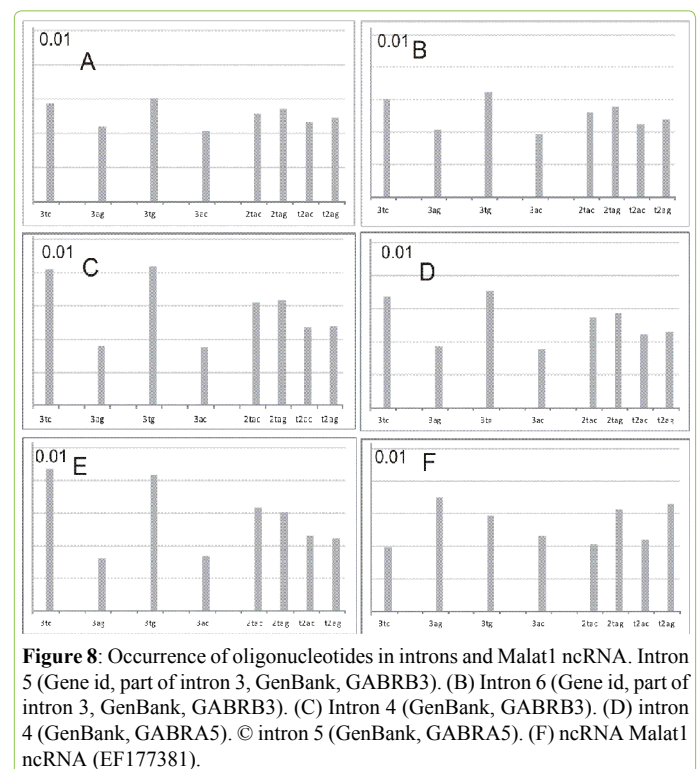 0.01
A
3tc 3ag 3tg 3ac 2tac 2tag t2ac t2ag
0.01
B
3tc 3ag 3tg 3ac 2tac 2tag t2ac t2ag
0.01
C
3tc 3ag 3tg 3ac 2tac 2tag t2ac t2ag
0.01
D
3tc 3ag 3tg 3ac 2tac 2tag t2ac t2ag
0.01
E
3tc 3ag 3tg 3ac 2tac 2tag t2ac t2ag
0.01
F
3tc 3ag 3tg 3ac 2tac 2tag t2ac t2ag
Figure 8: Occurrence of oligonucleotides in introns and Malat1 ncRNA. Intron
5 (Gene id, part of intron 3, GenBank, GABRB3). (B) Intron 6 (Gene id, part of
intron 3, GenBank, GABRB3). (C) Intron 4 (GenBank, GABRB3). (D) intron
4 (GenBank, GABRA5). © intron 5 (GenBank, GABRA5). (F) ncRNA Malat1
ncRNA (EF177381).